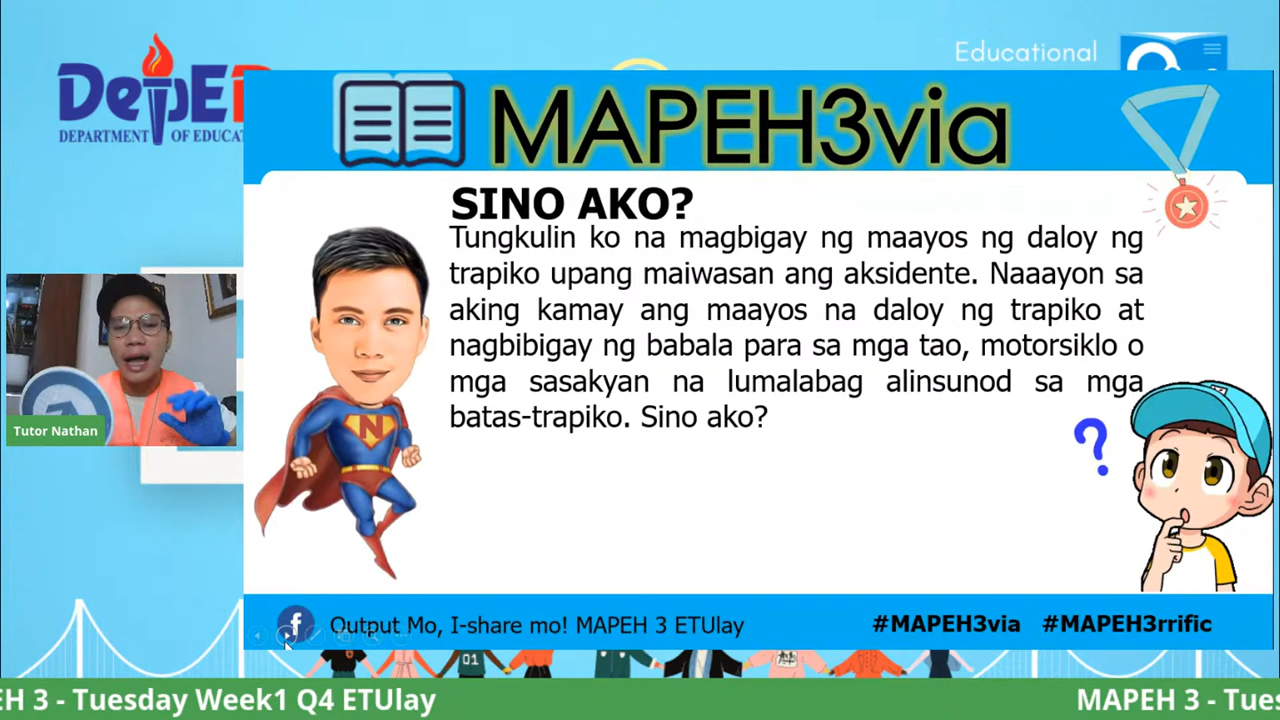 DepED
DEPARTMENT OF EDUCAT
Educational
MAPEH3via
SINO AKO?
Tungkulin ko na magbigay ng maayos ng daloy ng
trapiko upang maiwasan ang aksidente. Naaayon sa
aking kamay ang maayos na daloy ng trapiko at
nagbibigay ng babala para sa mga tao, motorsiklo o
mga sasakyan na lumalabag alinsunod sa mga
batas-trapiko. Sino ako?
N
?
Tutor Nathan
Output Mo, I-share mo! MAPEH 3 ETUlay
#MAPEH3via #MAPEH3rrific
01
EH 3 - Tuesday Week1 Q4 ETUlay
MAPEH 3 - Tues